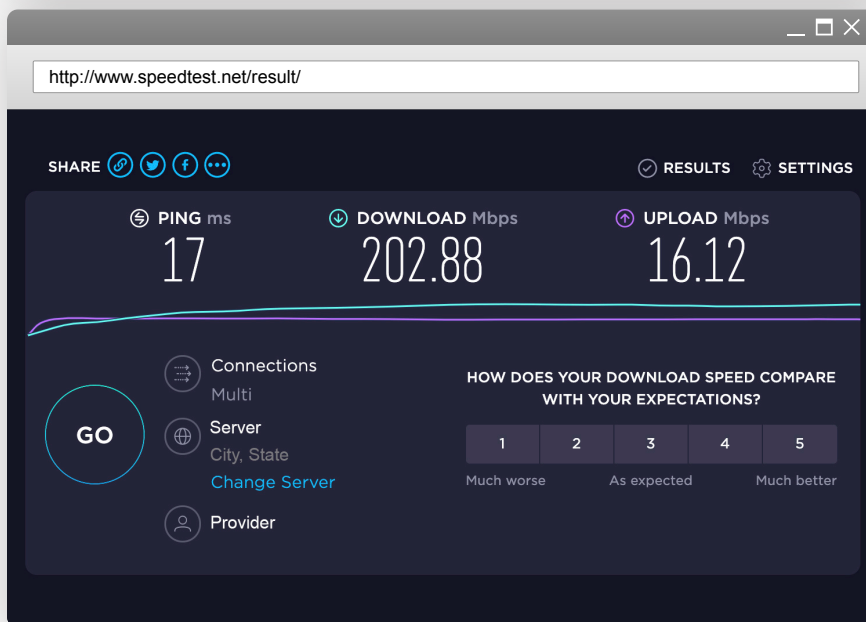 http://www.speedtest.net/result/
SHARE
RESULTS SETTINGS
PING ms DOWNLOAD Mbps UPLOAD Mbps
17 202.88 16.12
Connections
Multi
HOW DOES YOUR DOWNLOAD SPEED COMPARE
WITH YOUR EXPECTATIONS?
GO
Server
City, State
Change Server
1 2 3 4 5
Much worse As expected Much better
Provider